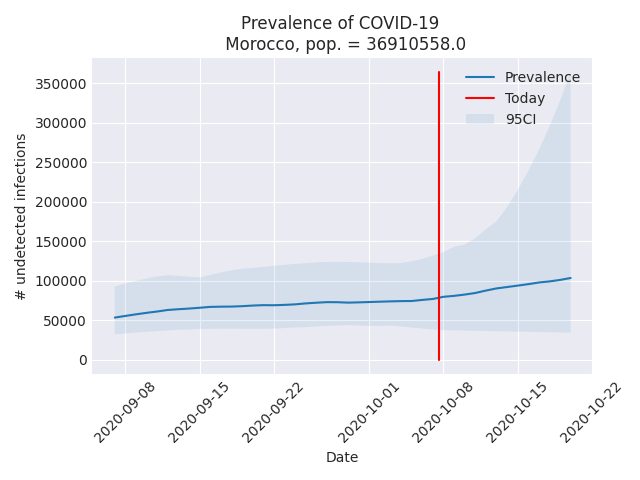 Prevalence of COVID-19
Morocco, pop. = 36910558.0
Prevalence
Today
95CI
# undetected infections
350000
300000
250000
200000
150000
100000
50000
0
2020-09-08
2020-09-15
2020-09-22
2020-10-01
2020-10-08
2020-10-15
2020-10-22
Date